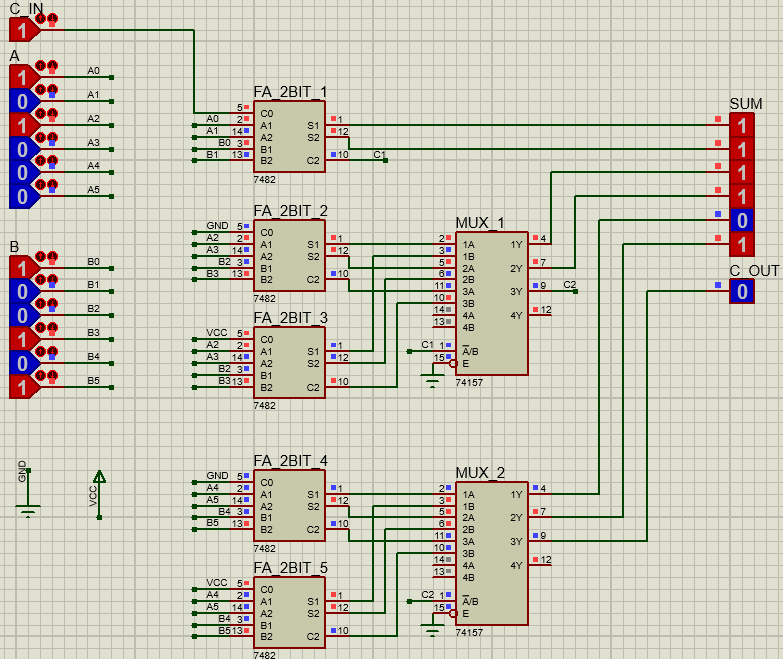 C_IN
1
A
1 A0
0 A1
1 A2
0 A3
0 A4
0 A5
B
1 B0
0 B1
0 B2
1 B3
0 B4
1 B5
GND
VCC
FA_2BIT_1
5 C0
A0 2 A1 S1 1
A1 14 A2 S2 12
B0 3 B1
B1 13 B2 C2 10 C1
7482
FA_2BIT_2
GND 5 C0
A2 2 A1 S1 1
A3 14 A2 S2 12
B2 3 B1
B3 13 B2 C2 10
7482
FA_2BIT_3
VCC 5 C0
A2 2 A1 S1 1
A3 14 A2 S2 12
B2 3 B1
B3 13 B2 C2 10
7482
MUX_1
2 1A 1Y 4
3 1B
5 2A 2Y 7
6 2B
11 3A 3Y 9 C2
10 3B
14 4A 4Y 12
13 4B
C1 1 A/B
15 E
74157
FA_2BIT_4
GND 5 C0
A4 2 A1 S1 1
A5 14 A2 S2 12
B4 3 B1
B5 13 B2 C2 10
7482
FA_2BIT_5
VCC 5 C0
A4 2 A1 S1 1
A5 14 A2 S2 12
B4 3 B1
B5 13 B2 C2 10
7482
MUX_2
2 1A 1Y 4
3 1B
5 2A 2Y 7
6 2B
11 3A 3Y 9
10 3B
14 4A 4Y 12
13 4B
C2 1 A/B
15 E
74157
SUM
1
1
1
1
0
1
C_OUT
0